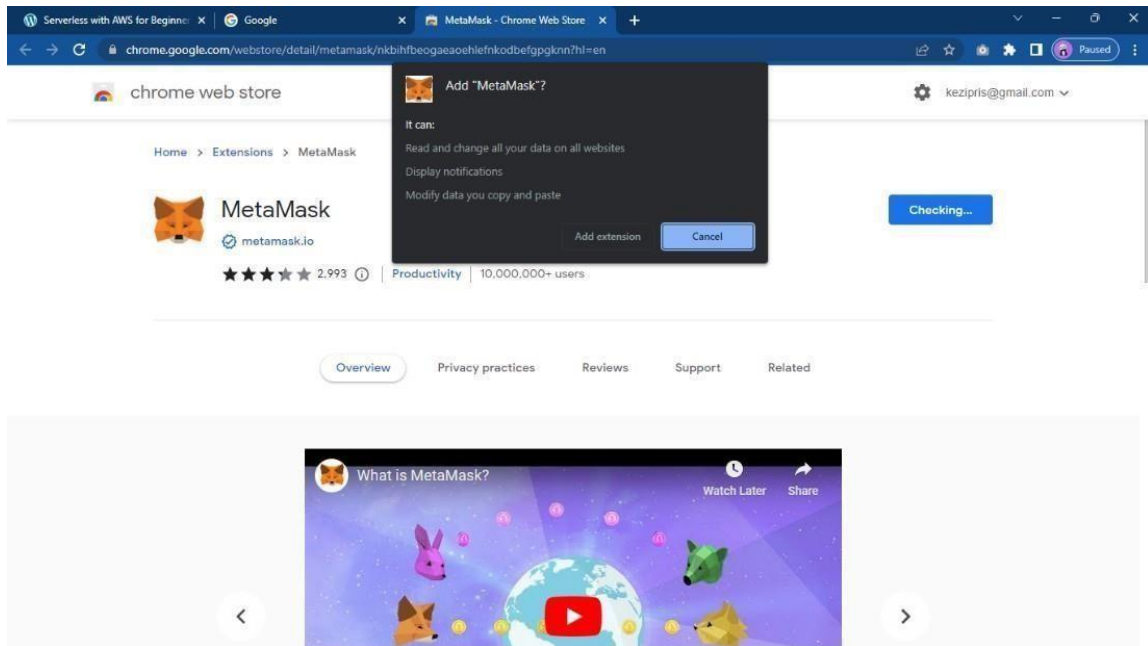 Serverless with AWS for Beginne
Google
MetaMask - Chrome Web Store
chrome.google.com/webstore/detail/metamask/nkbihfbeogaeaoehlefnkodbefgpgknn?hl=en
Paused
chrome web store
kezipris@gmail.com
Add "MetaMask"?
It can:
Read and change all your data on all websites
Display notifications
Modify data you copy and paste
Add extension
Cancel
Home > Extensions > MetaMask
MetaMask
Checking...
metamask.io
2,993
Productivity
10,000,000+ users
Overview
Privacy practices
Reviews
Support
Related
What is MetaMask?
Watch Later
Share